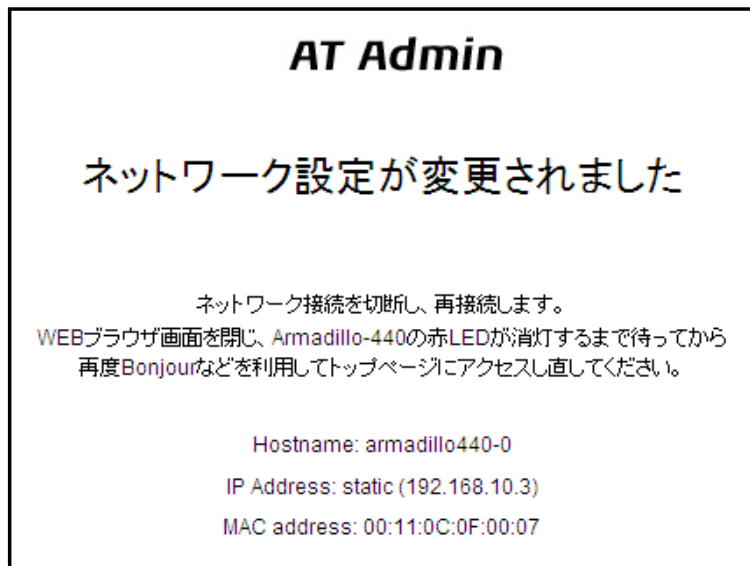 AT Admin
ネットワーク設定が変更されました
ネットワーク接続を切断し、再接続します。
WEBブラウザ画面を閉じ、Armadillo-440の赤LEDが消灯するまで待ってから
再度Bonjourなどを利用してトップページにアクセスし直してください。
Hostname: armadillo440-0
IP Address: static (192.168.10.3)
MAC address: 00:11:0C:0F:00:07